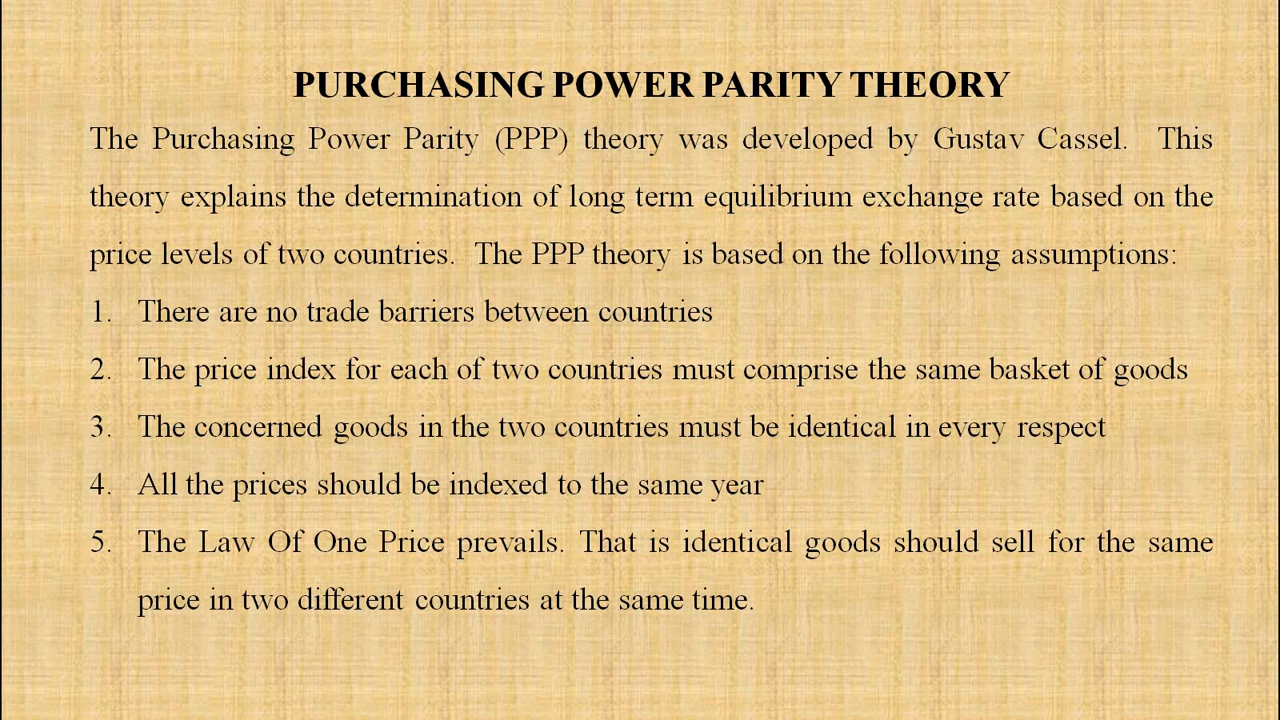 PURCHASING POWER PARITY THEORY
The Purchasing Power Parity (PPP) theory was developed by Gustav Cassel. This
theory explains the determination of long term equilibrium exchange rate based on the
price levels of two countries. The PPP theory is based on the following assumptions:
1. There are no trade barriers between countries
2. The price index for each of two countries must comprise the same basket of goods
3. The concerned goods in the two countries must be identical in every respect
4. All the prices should be indexed to the same year
5. The Law Of One Price prevails. That is identical goods should sell for the same
price in two different countries at the same time.